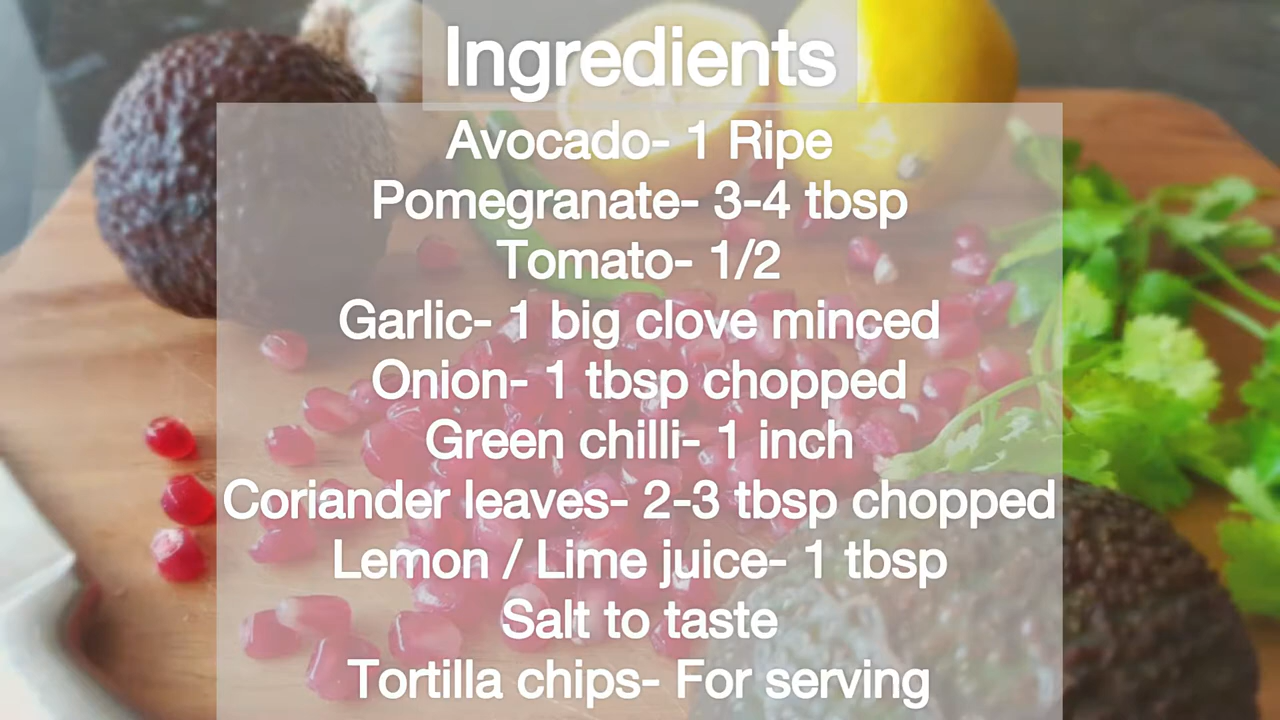 Ingredients
Avocado- 1 Ripe
Pomegranate- 3-4 tbsp
Tomato- 1/2
Garlic- 1 big clove minced
Onion- 1 tbsp chopped
Green chilli- 1 inch
Coriander leaves- 2-3 tbsp chopped
Lemon / Lime juice- 1 tbsp
Salt to taste
Tortilla chips- For serving